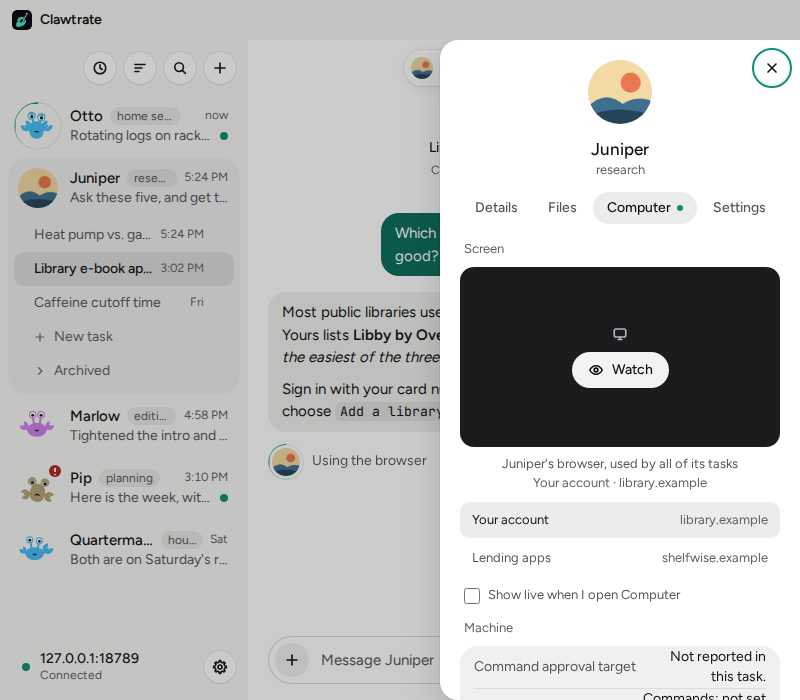 Clawtrate
Otto home se... now
Rotating logs on rack...
Juniper rese... 5:24 PM
Ask these five, and get t...
Heat pump vs. ga... 5:24 PM
Library e-book ap... 3:02 PM
Caffeine cutoff time Fri
New task
Archived
Marlow editi... 4:58 PM
Tightened the intro and ...
Pip planning 3:10 PM
Here is the week, wit...
Quarterma... hou... Sat
Both are on Saturday's r...
127.0.0.1:18789
Connected
Li
C
Which
good?
Most public libraries use
Yours lists Libby by Ove
the easiest of the three
Sign in with your card n
choose Add a library
Using the browser
Message Juniper
Juniper
research
Details Files Computer Settings
Screen
Watch
Juniper's browser, used by all of its tasks
Your account · library.example
Your account library.example
Lending apps shelfwise.example
Show live when I open Computer
Machine
Command approval target Not reported in
this task.
Commands: not set